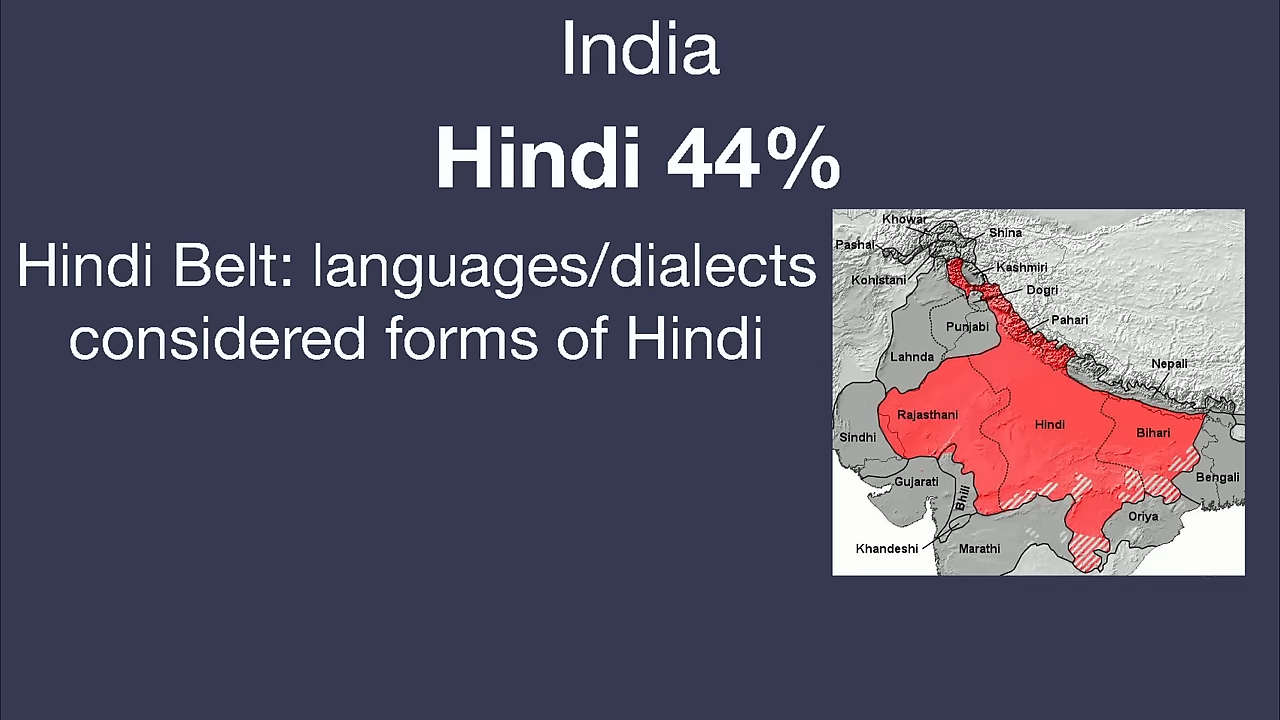 India
Hindi 44%
Hindi Belt: languages/dialects
considered forms of Hindi
Khowar
Shina
Pashai
Kashmiri
Kohistani
Dogri
Pahari
Punjabi
Lahnda
Nepali
Rajasthani
Hindi
Bihari
Sindhi
Bengali
Gujarati
Bhili
Oriya
Khandeshi
Marathi